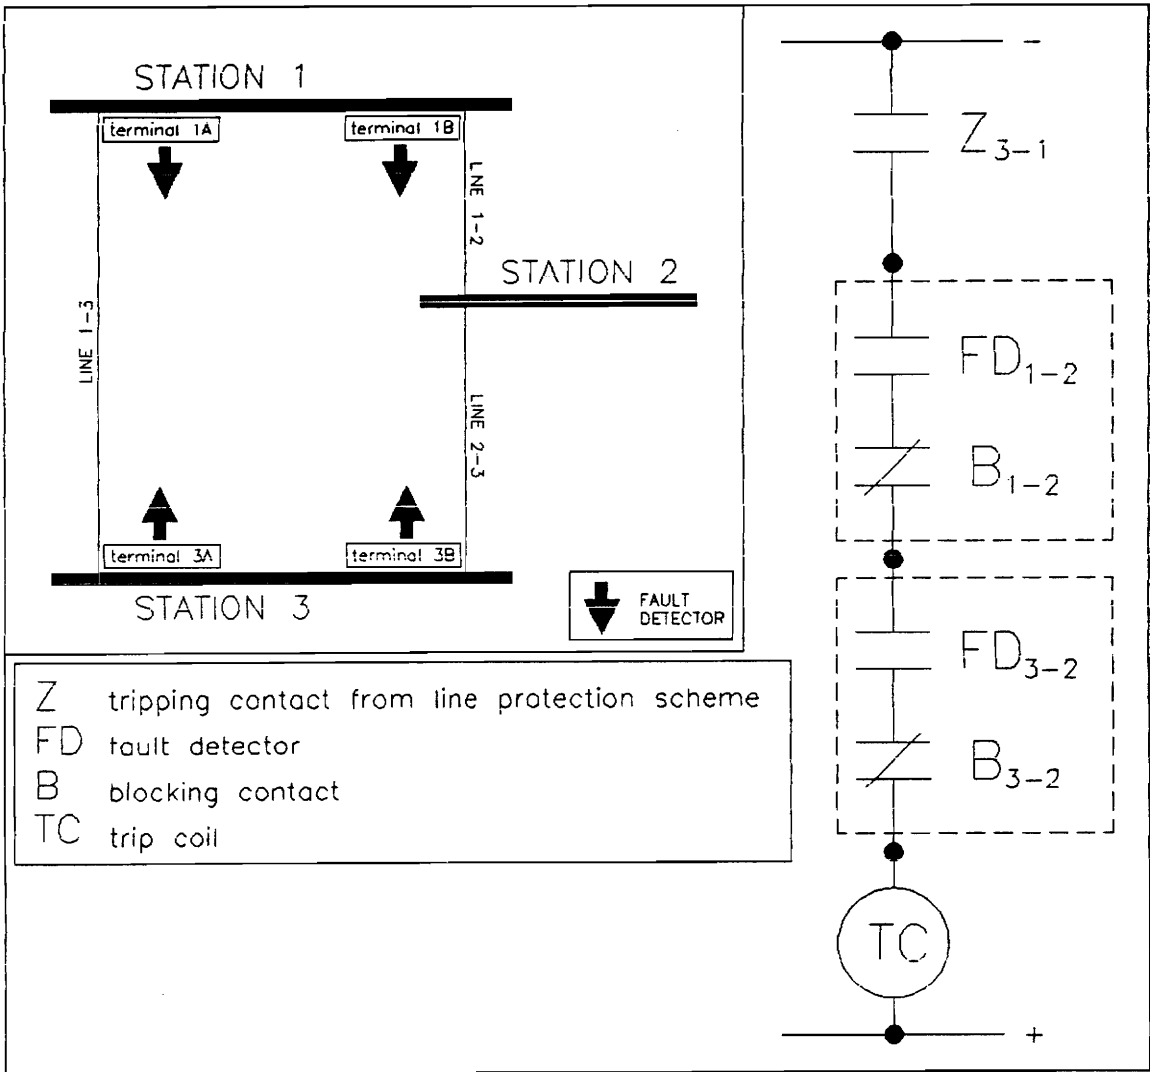 STATION 1
terminal 1A
terminal 1B
LINE 1-2
STATION 2
LINE 1-3
LINE 2-3
terminal 3A
terminal 3B
STATION 3
FAULT
DETECTOR
Z tripping contact from line protection scheme
FD fault detector
B blocking contact
TC trip coil
-
Z3-1
FD1-2
B1-2
FD3-2
B3-2
TC
+